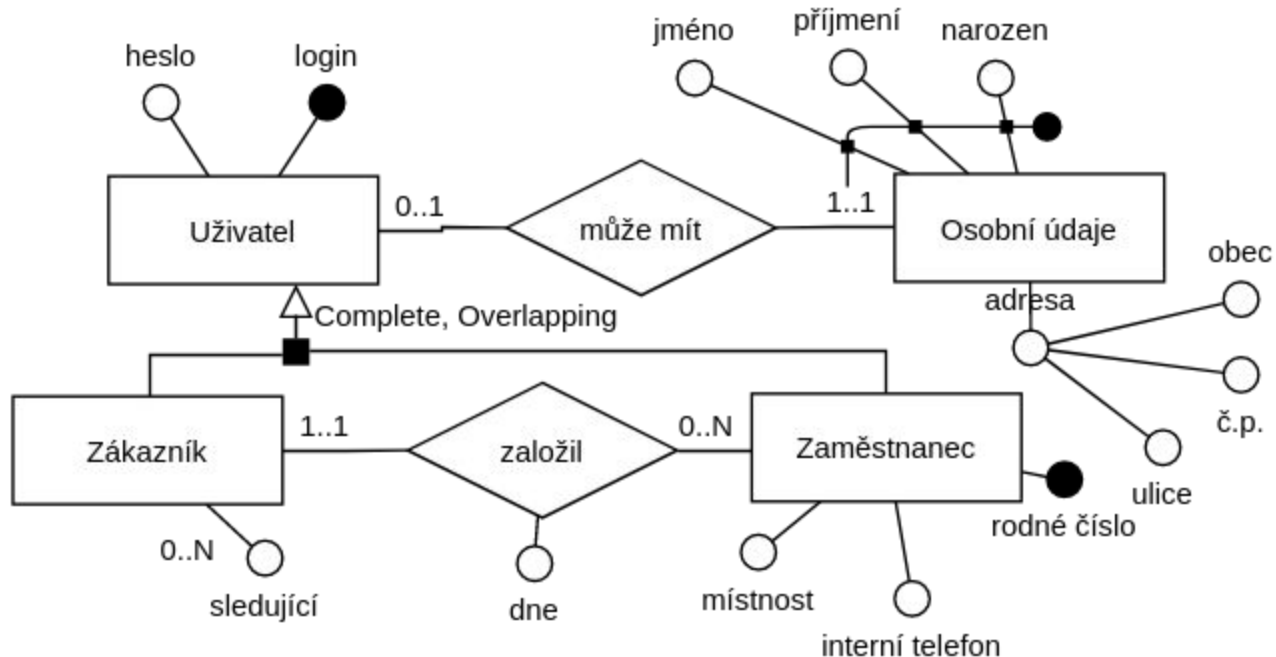 jméno
příjmení
narozen
heslo
login
Uživatel
0..1
může mít
1..1
Osobní údaje
obec
adresa
Complete, Overlapping
č.p.
Zákazník
1..1
založil
0..N
Zaměstnanec
ulice
rodné číslo
0..N
sledující
dne
místnost
interní telefon